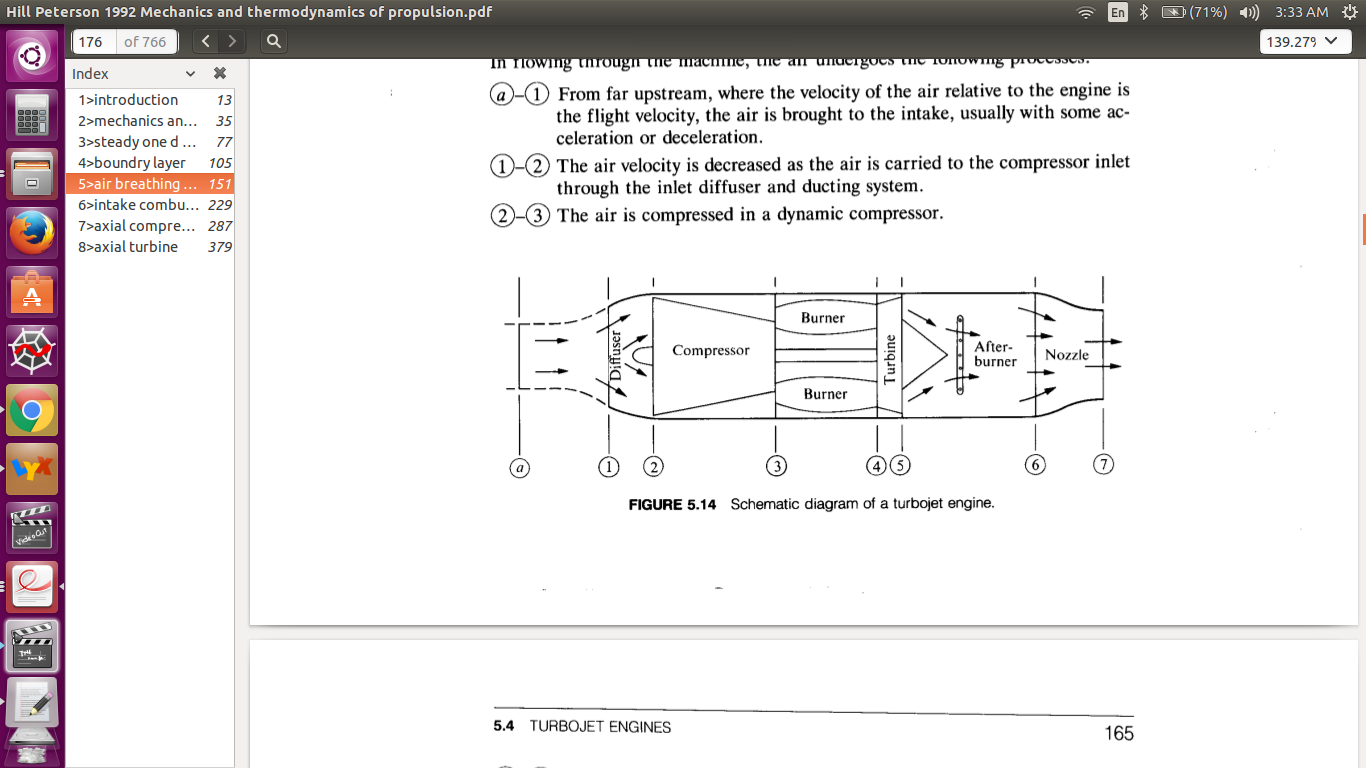 Hill Peterson 1992 Mechanics and thermodynamics of propulsion.pdf
En (71%) 3:33 AM
176 of 766
139.27%
Index
1>introduction 13
2>mechanics an... 35
3>steady one d ... 77
4>boundry layer 105
5>air breathing ... 151
6>intake combu... 229
7>axial compre... 287
8>axial turbine 379
In flowing through the machine, the air undergoes the following processes:
a–1 From far upstream, where the velocity of the air relative to the engine is
the flight velocity, the air is brought to the intake, usually with some ac-
celeration or deceleration.
1–2 The air velocity is decreased as the air is carried to the compressor inlet
through the inlet diffuser and ducting system.
2–3 The air is compressed in a dynamic compressor.
Diffuser
Compressor
Burner
Burner
Turbine
After-
burner
Nozzle
a 1 2 3 4 5 6 7
FIGURE 5.14 Schematic diagram of a turbojet engine.
5.4 TURBOJET ENGINES
165